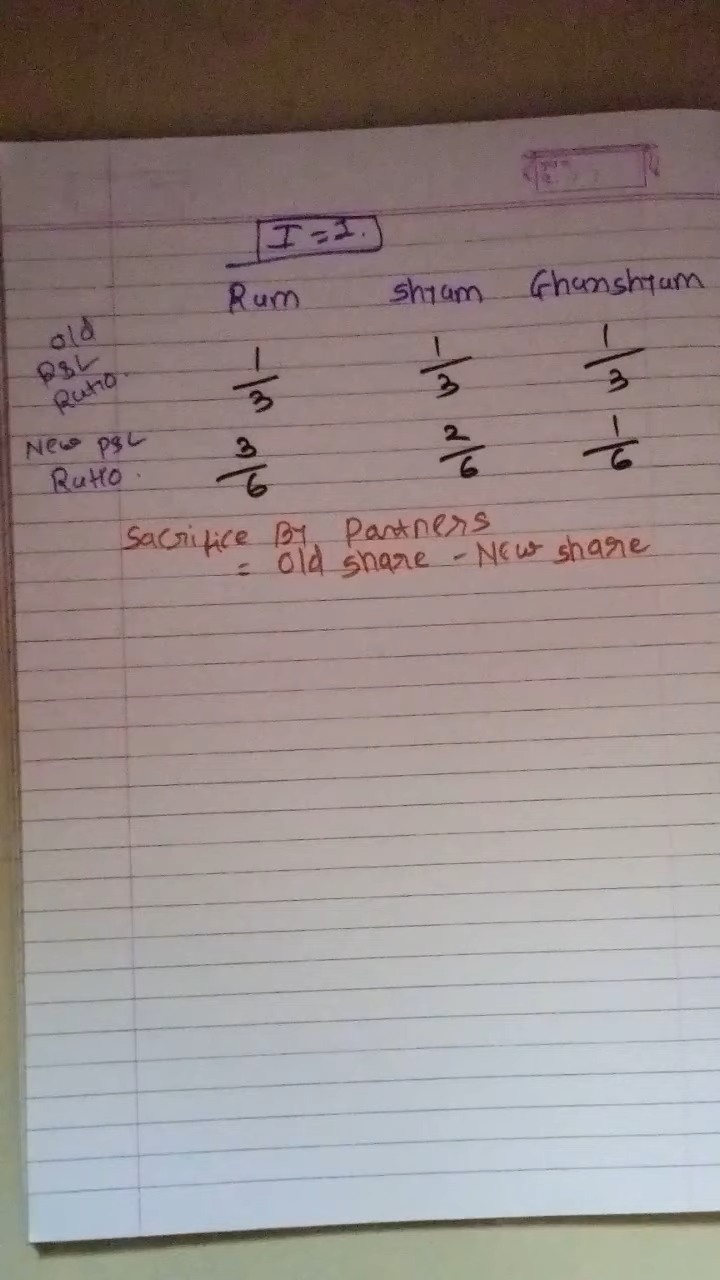 I = I.
Ram Shyam Ghanshyam
Old
P&L
Ratio.
1/3 1/3 1/3
New P&L
Ratio.
3/6 2/6 1/6
Sacrifice By Partners
= Old share - New share